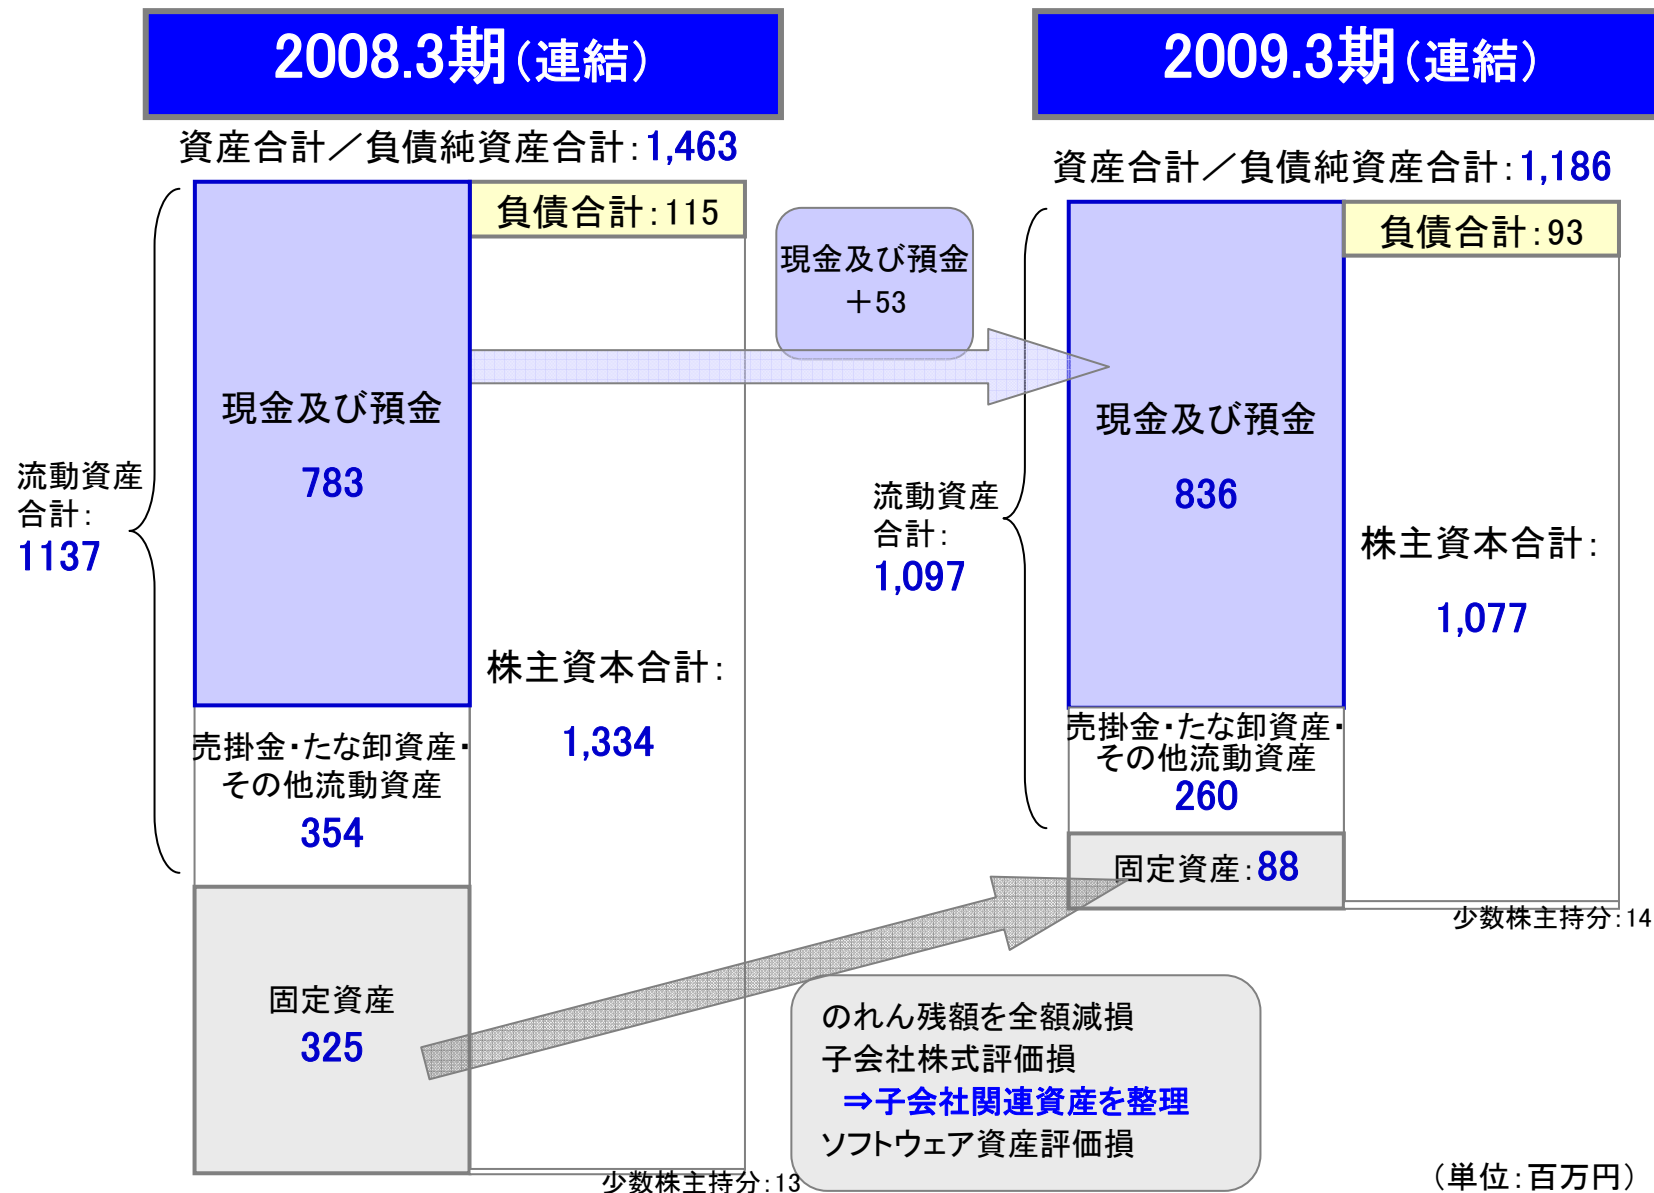 2008.3期(連結)
資産合計／負債純資産合計:1,463
負債合計:115
現金及び預金
783
流動資産
合計:
1137
株主資本合計:
1,334
売掛金・たな卸資産・
その他流動資産
354
固定資産
325
少数株主持分:13
現金及び預金
＋53
2009.3期(連結)
資産合計／負債純資産合計:1,186
負債合計:93
現金及び預金
836
流動資産
合計:
1,097
株主資本合計:
1,077
売掛金・たな卸資産・
その他流動資産
260
固定資産:88
少数株主持分:14
のれん残額を全額減損
子会社株式評価損
⇒子会社関連資産を整理
ソフトウェア資産評価損
(単位:百万円)